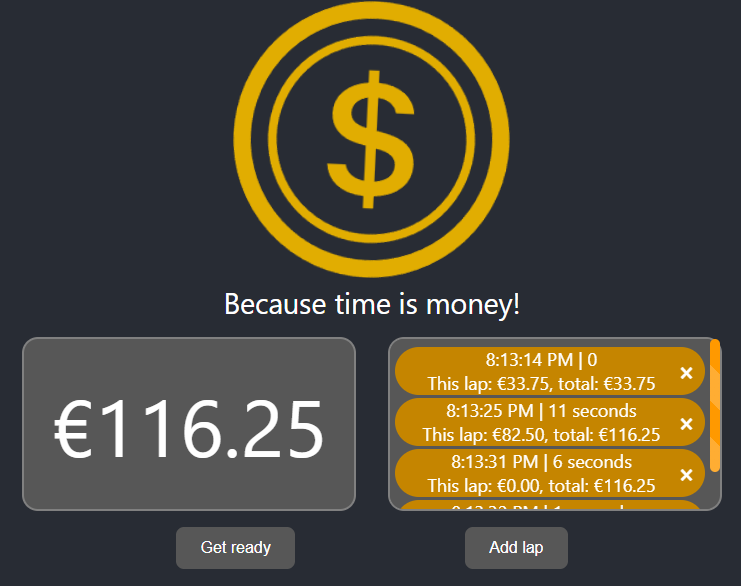 $
Because time is money!
€116.25
8:13:14 PM | 0
This lap: €33.75, total: €33.75
×
8:13:25 PM | 11 seconds
This lap: €82.50, total: €116.25
×
8:13:31 PM | 6 seconds
This lap: €0.00, total: €116.25
×
Get ready
Add lap